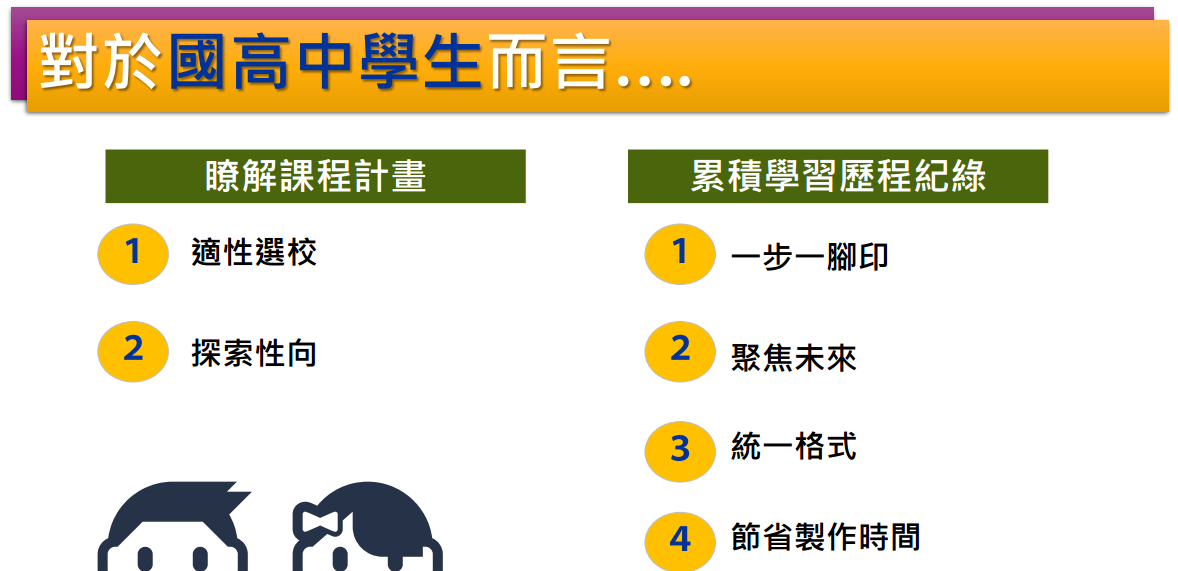 對於國高中學生而言....
瞭解課程計畫
1 適性選校
2 探索性向
累積學習歷程紀綠
1 一步一腳印
2 聚焦未來
3 統一格式
4 節省製作時間